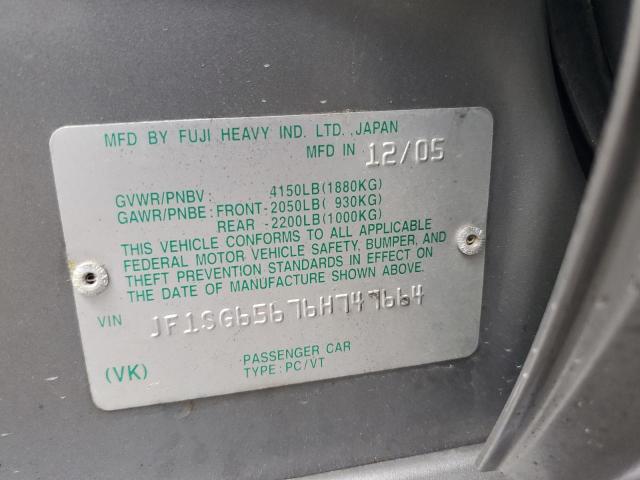 MFD BY FUJI HEAVY IND. LTD. JAPAN
MFD IN 12/05
GVWR/PNBV : 4150LB(1880KG)
GAWR/PNBE: FRONT-2050LB( 930KG)
REAR -2200LB(1000KG)
THIS VEHICLE CONFORMS TO ALL APPLICABLE
FEDERAL MOTOR VEHICLE SAFETY, BUMPER, AND
THEFT PREVENTION STANDARDS IN EFFECT ON
THE DATE OF MANUFACTURE SHOWN ABOVE.
VIN JF1SG65676H747664
PASSENGER CAR
(VK) TYPE: PC/VT